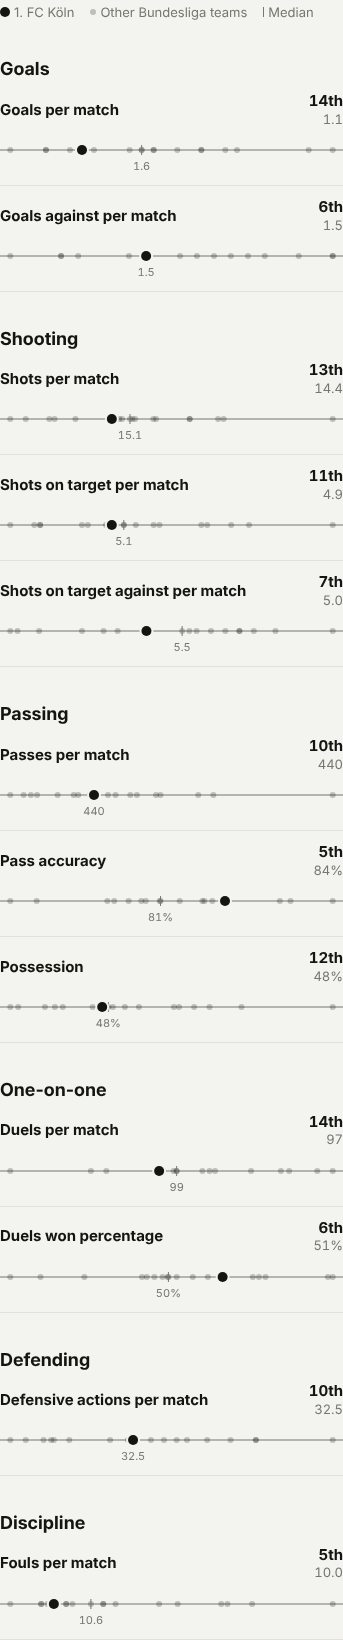 1. FC Köln Other Bundesliga teams Median
Goals
Goals per match 14th
1.1
1.6
Goals against per match 6th
1.5
1.5
Shooting
Shots per match 13th
14.4
15.1
Shots on target per match 11th
4.9
5.1
Shots on target against per match 7th
5.0
5.5
Passing
Passes per match 10th
440
440
Pass accuracy 5th
84%
81%
Possession 12th
48%
48%
One-on-one
Duels per match 14th
97
99
Duels won percentage 6th
51%
50%
Defending
Defensive actions per match 10th
32.5
32.5
Discipline
Fouls per match 5th
10.0
10.6